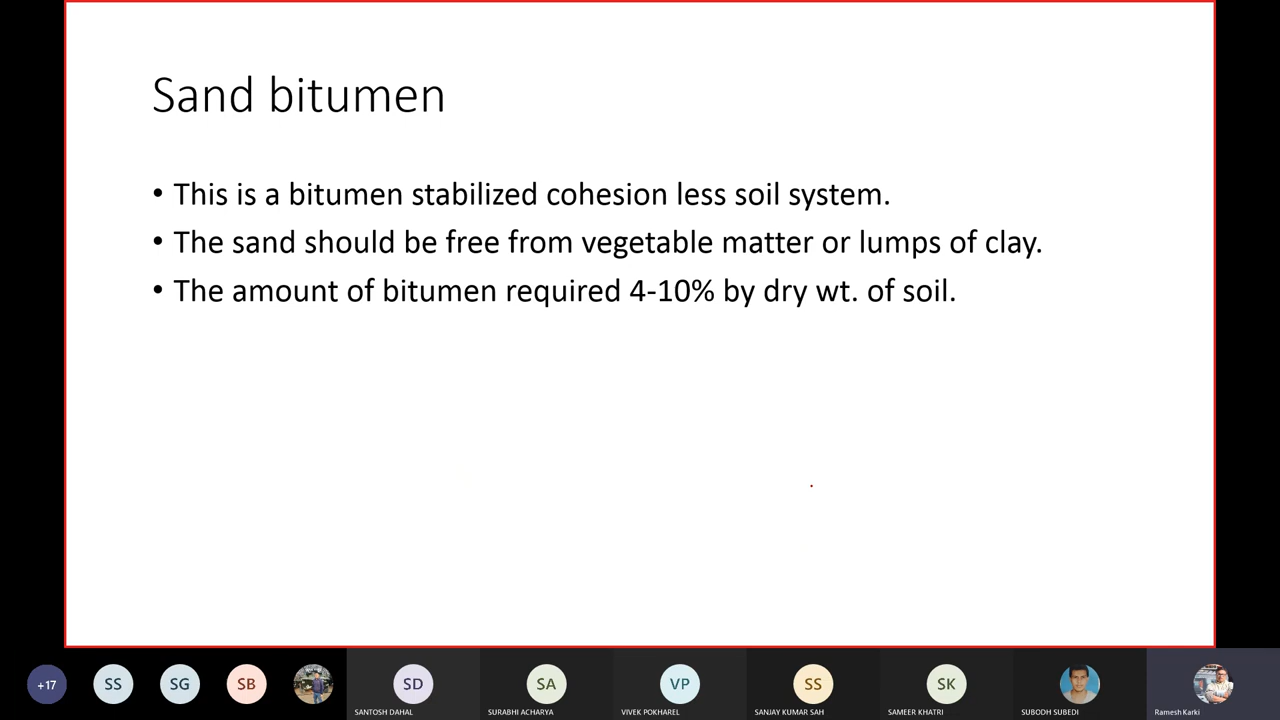 Sand bitumen
• This is a bitumen stabilized cohesion less soil system.
• The sand should be free from vegetable matter or lumps of clay.
• The amount of bitumen required 4-10% by dry wt. of soil.
+17 SS SG SB SD SA VP SS SK
SANTOSH DAHAL SURABHI ACHARYA VIVEK POKHAREL SANJAY KUMAR SAH SAMEER KHATRI SUBODH SUBEDI Ramesh Karki